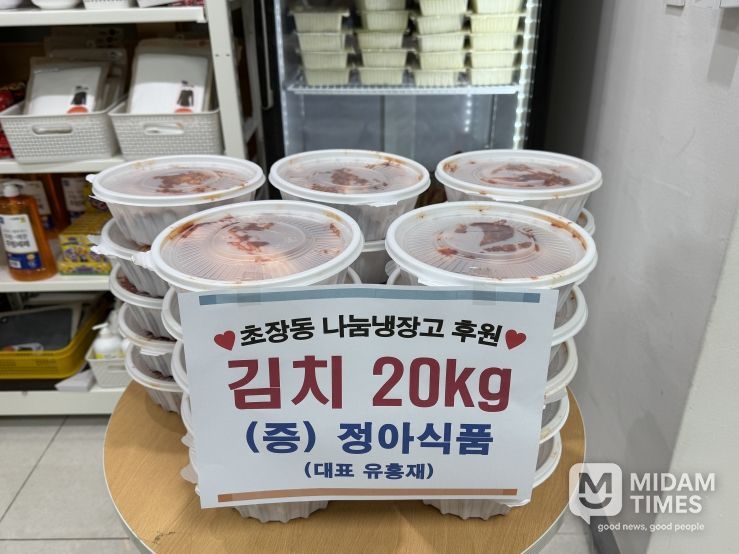 초장동 나눔냉장고 후원
김치 20kg
(증) 정아식품
(대표 유홍재)
MIDAM
TIMES
good news, good people